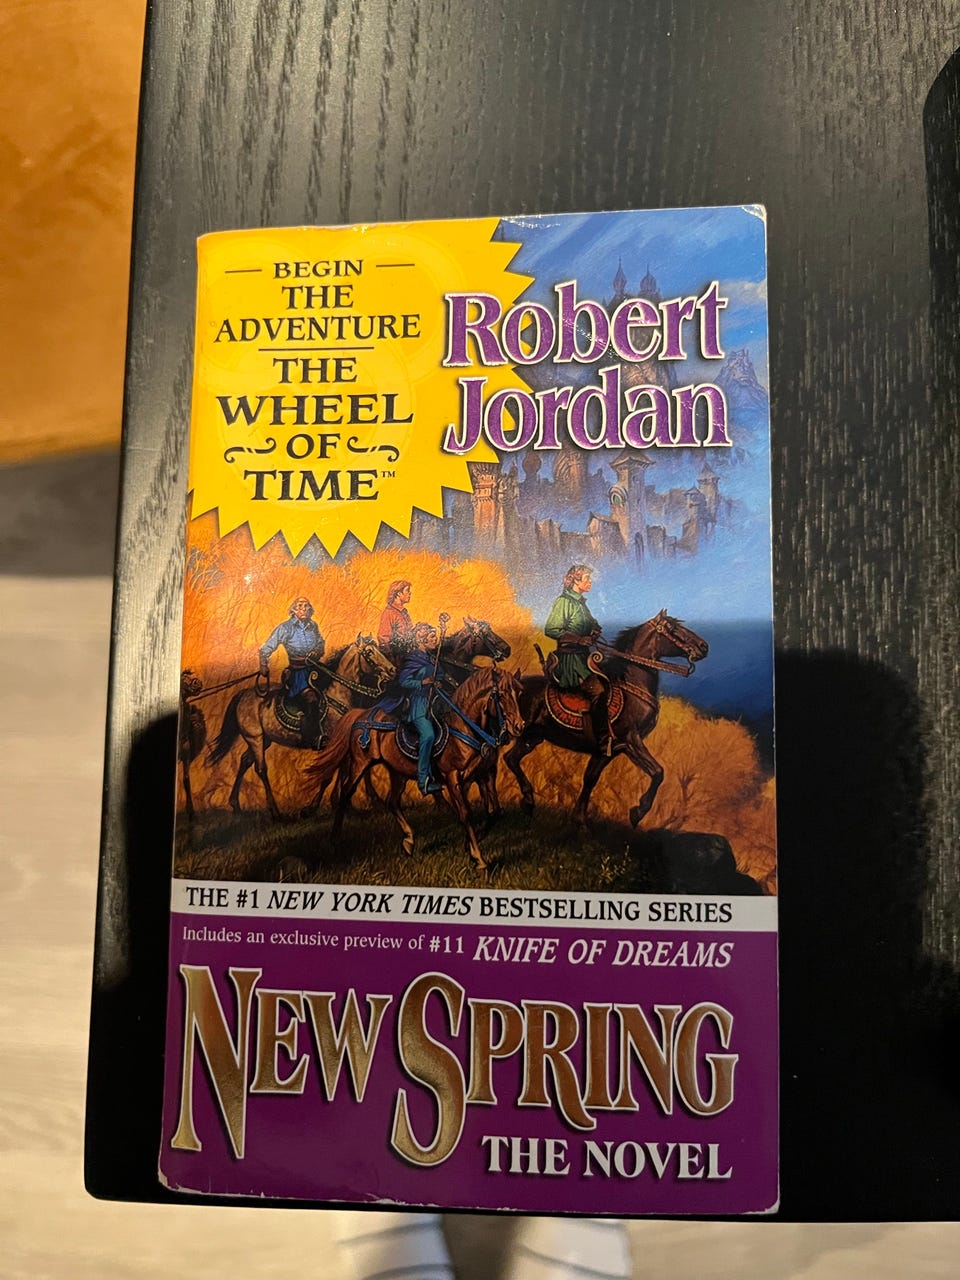 BEGIN
THE
ADVENTURE
THE
WHEEL
OF
TIME™
Robert
Jordan
THE #1 NEW YORK TIMES BESTSELLING SERIES
Includes an exclusive preview of #11 KNIFE OF DREAMS
NEW SPRING
THE NOVEL